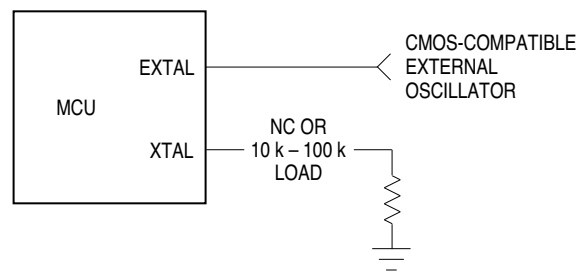 EXTAL
CMOS-COMPATIBLE
EXTERNAL
OSCILLATOR
MCU
XTAL
NC OR
10 k – 100 k
LOAD